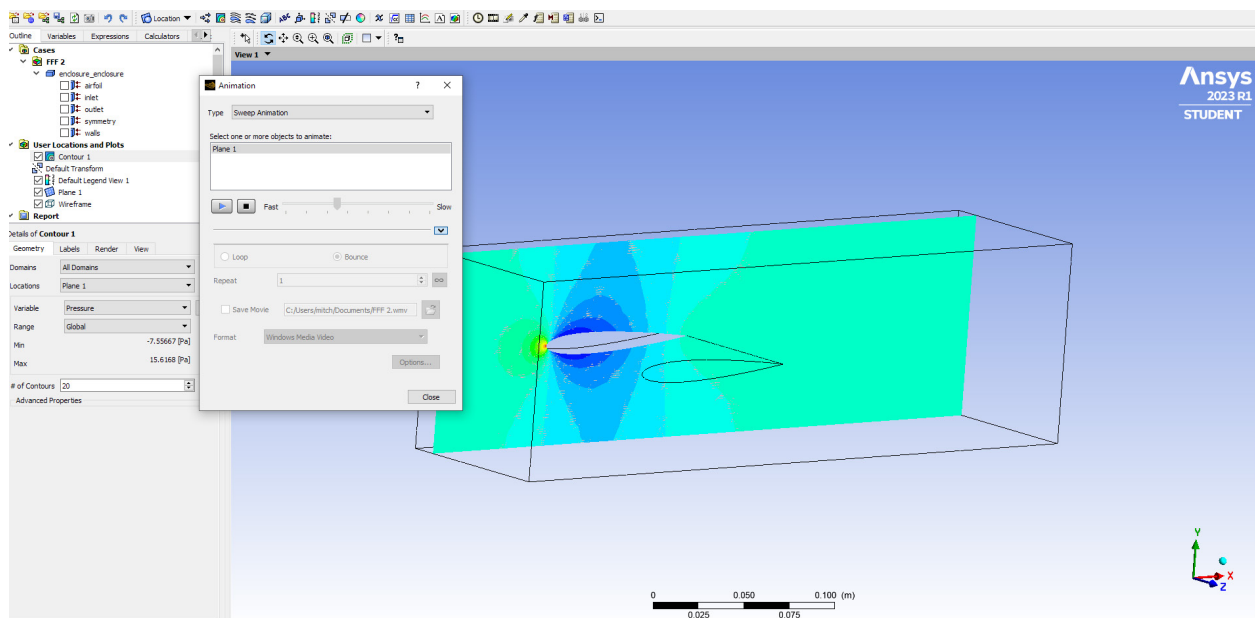 Location
Outline Variables Expressions Calculators
View 1
Cases
FFF 2
enclosure_enclosure
airfoil
inlet
outlet
symmetry
walls
User Locations and Plots
Contour 1
Default Transform
Default Legend View 1
Plane 1
Wireframe
Report
Details of Contour 1
Geometry Labels Render View
Domains All Domains
Locations Plane 1
Variable Pressure
Range Global
Min -7.55667 [Pa]
Max 15.6168 [Pa]
# of Contours 20
Advanced Properties
Animation ? X
Type Sweep Animation
Select one or more objects to animate:
Plane 1
Fast Slow
Loop Bounce
Repeat 1
Save Movie C:/Users/mitch/Documents/FFF 2.wmv
Format Windows Media Video
Options...
Close
Ansys
2023 R1
STUDENT
0 0.050 0.100 (m)
0.025 0.075
Y
X
Z